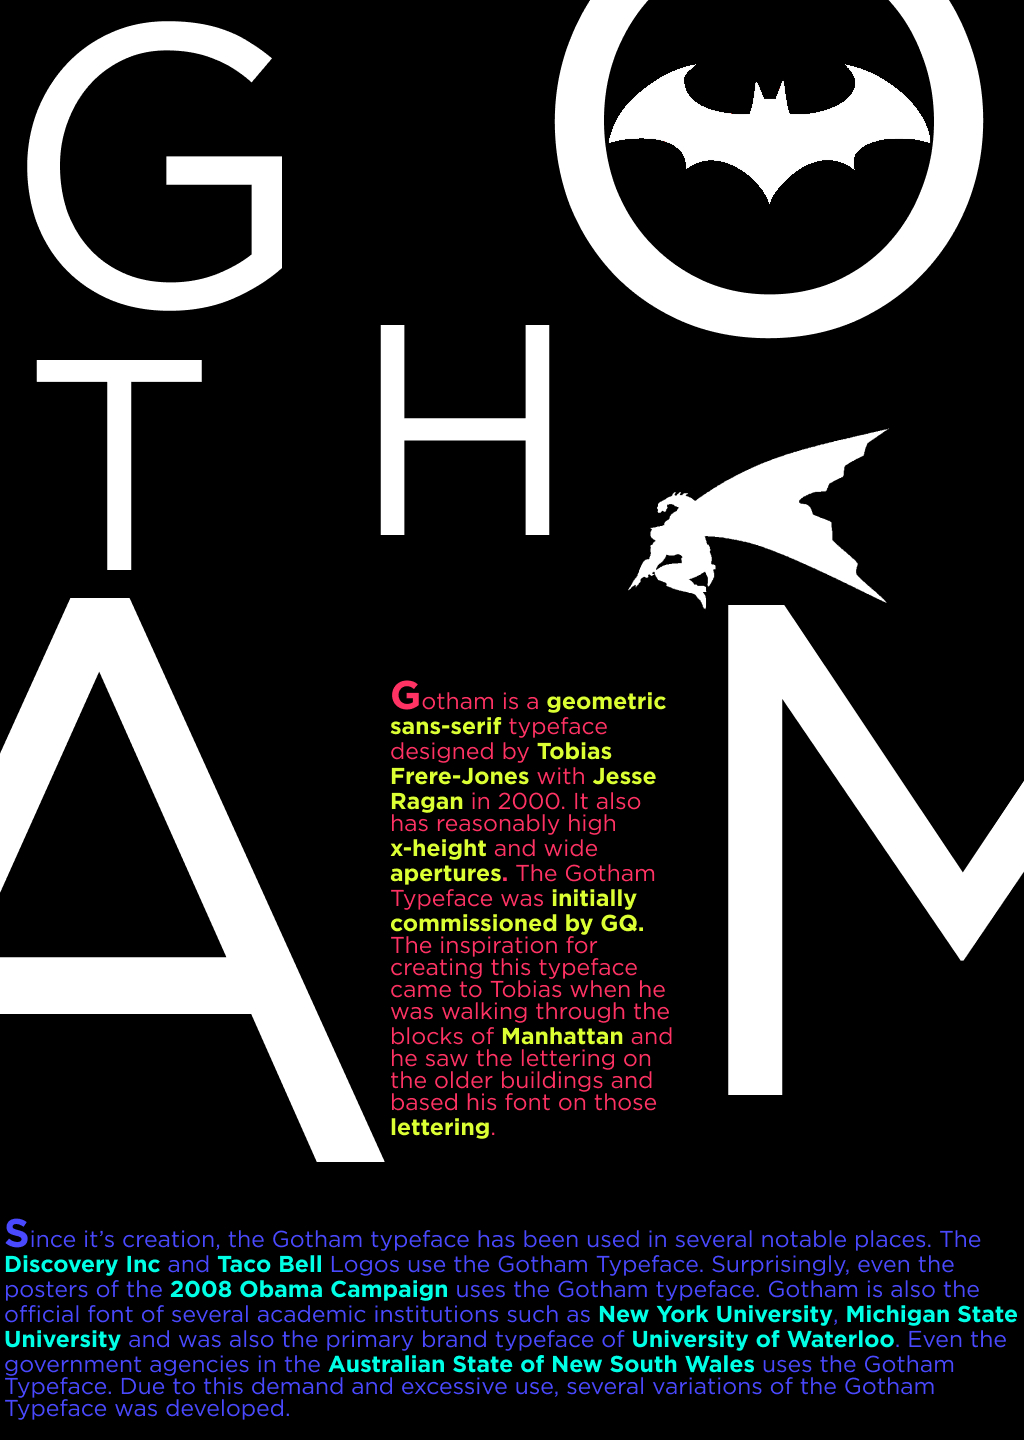 G O
T H
A M
Gotham is a geometric
sans-serif typeface
designed by Tobias
Frere-Jones with Jesse
Ragan in 2000. It also
has reasonably high
x-height and wide
apertures. The Gotham
Typeface was initially
commissioned by GQ.
The inspiration for
creating this typeface
came to Tobias when he
was walking through the
blocks of Manhattan and
he saw the lettering on
the older buildings and
based his font on those
lettering.
Since it's creation, the Gotham typeface has been used in several notable places. The
Discovery Inc and Taco Bell Logos use the Gotham Typeface. Surprisingly, even the
posters of the 2008 Obama Campaign uses the Gotham typeface. Gotham is also the
official font of several academic institutions such as New York University, Michigan State
University and was also the primary brand typeface of University of Waterloo. Even the
government agencies in the Australian State of New South Wales uses the Gotham
Typeface. Due to this demand and excessive use, several variations of the Gotham
Typeface was developed.